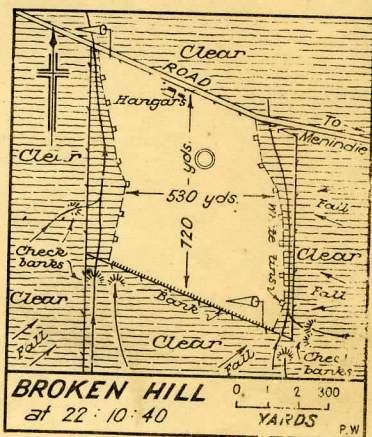 Clear
ROAD
Hangars
To
Menindie
Clear
530 yds.
720 yds.
Fall
Check
banks
Clear
Clear
Fall
Bank
Fall
Clear
Fall
Check
banks
BROKEN HILL
at 22:10:40
0 1 2 300
YARDS
P.W